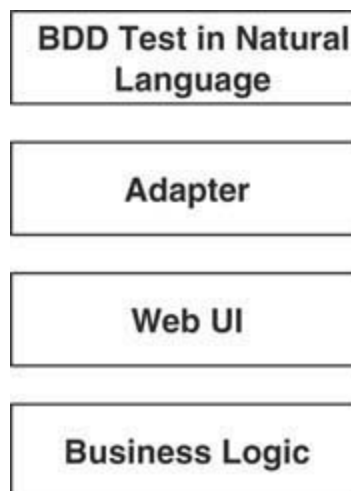 BDD Test in Natural
Language
Adapter
Web UI
Business Logic